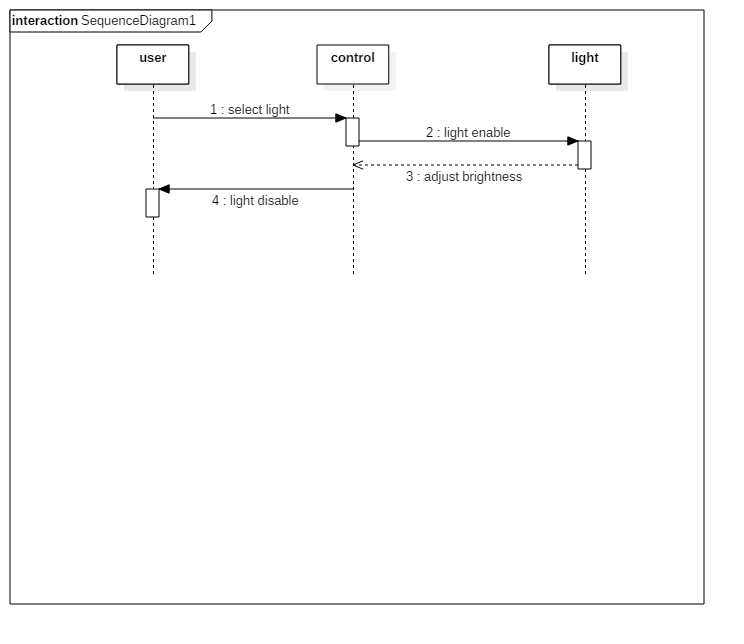 interaction SequenceDiagram1
user control light
1 : select light
2 : light enable
3 : adjust brightness
4 : light disable